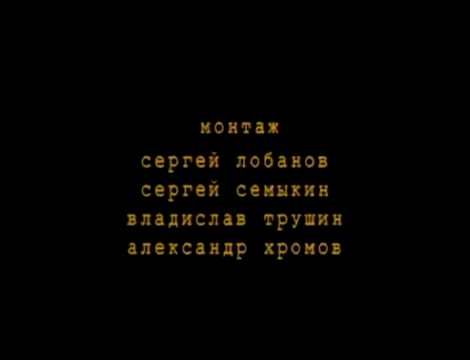 монтаж
сергей лобанов
сергей семыкин
владислав трушин
александр хромов